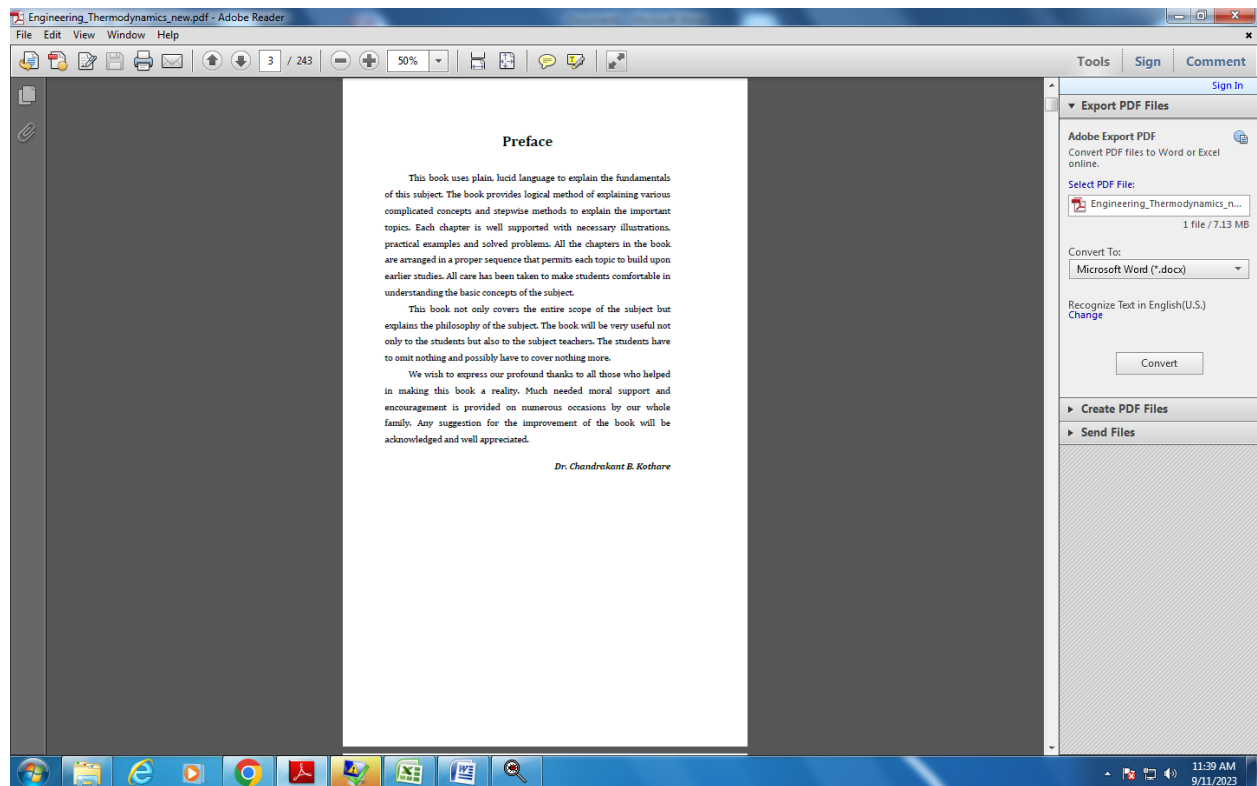 Engineering_Thermodynamics_new.pdf - Adobe Reader
File Edit View Window Help
3 / 243
50%
Tools Sign Comment
Sign In
Preface
This book uses plain, lucid language to explain the fundamentals
of this subject. The book provides logical method of explaining various
complicated concepts and stepwise methods to explain the important
topics. Each chapter is well supported with necessary illustrations,
practical examples and solved problems. All the chapters in the book
are arranged in a proper sequence that permits each topic to build upon
earlier studies. All care has been taken to make students comfortable in
understanding the basic concepts of the subject.
This book not only covers the entire scope of the subject but
explains the philosophy of the subject. The book will be very useful not
only to the students but also to the subject teachers. The students have
to omit nothing and possibly have to cover nothing more.
We wish to express our profound thanks to all those who helped
in making this book a reality. Much needed moral support and
encouragement is provided on numerous occasions by our whole
family. Any suggestion for the improvement of the book will be
acknowledged and well appreciated.
Dr. Chandrakant B. Kothare
Export PDF Files
Adobe Export PDF
Convert PDF files to Word or Excel
online.
Select PDF File:
Engineering_Thermodynamics_n...
1 file / 7.13 MB
Convert To:
Microsoft Word (*.docx)
Recognize Text in English(U.S.)
Change
Convert
Create PDF Files
Send Files
11:39 AM
9/11/2023